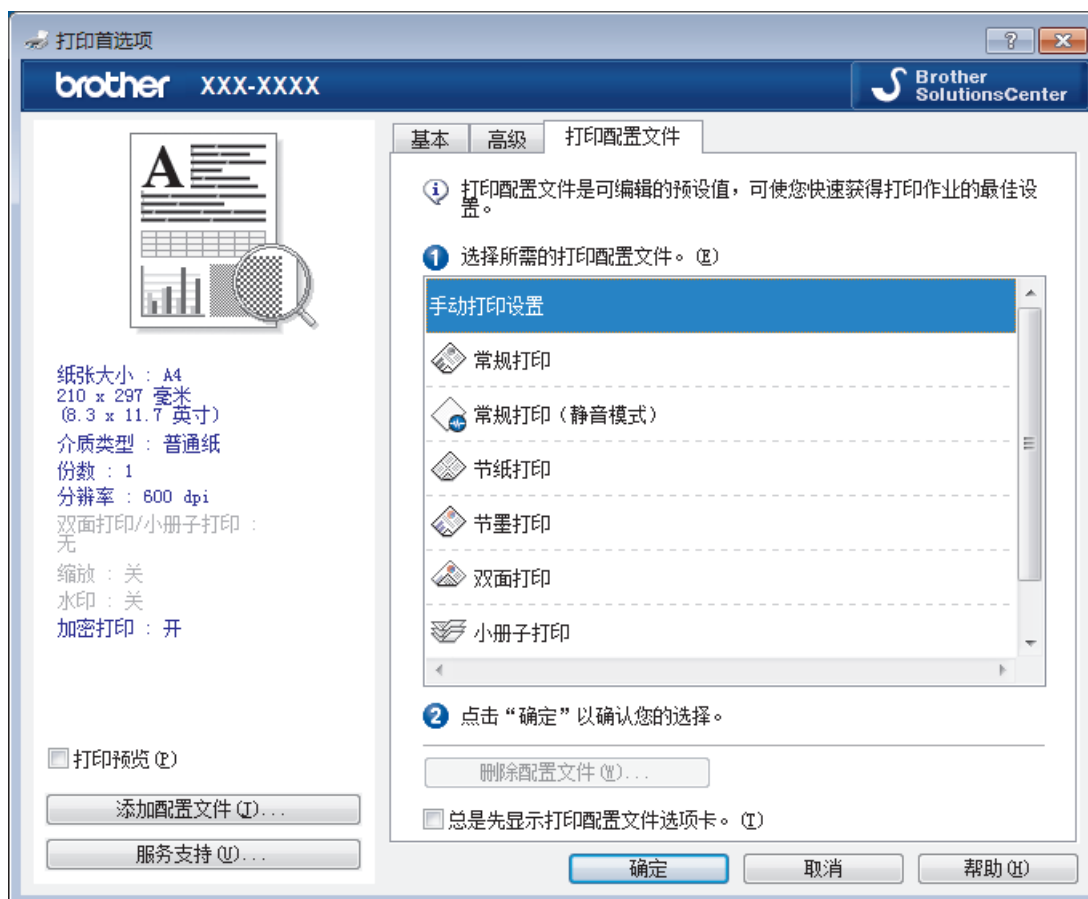 打印首选项
brother XXX-XXXX
Brother
SolutionsCenter
A
纸张大小 : A4
210 x 297 毫米
(8.3 x 11.7 英寸)
介质类型 : 普通纸
份数 : 1
分辨率 : 600 dpi
双面打印/小册子打印 :
无
缩放 : 关
水印 : 关
加密打印 : 开
打印预览(P)
添加配置文件(I)...
服务支持(U)...
基本 高级 打印配置文件
打印配置文件是可编辑的预设值，可使您快速获得打印作业的最佳设
置。
1 选择所需的打印配置文件。(E)
手动打印设置
常规打印
常规打印（静音模式）
节纸打印
节墨打印
双面打印
小册子打印
2 点击“确定”以确认您的选择。
删除配置文件(W)...
总是先显示打印配置文件选项卡。(T)
确定 取消 帮助(H)